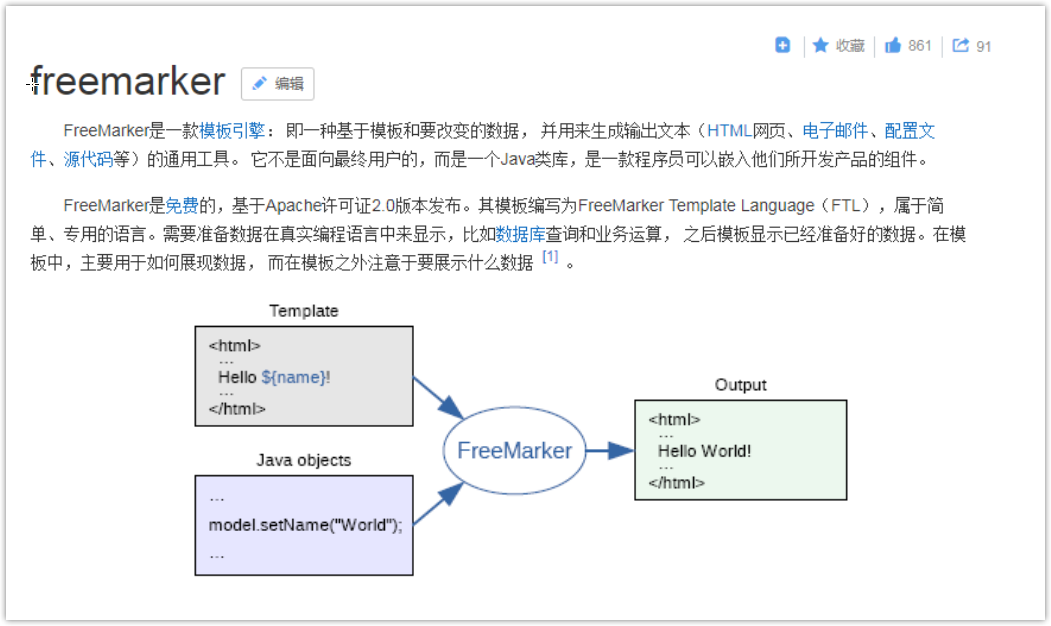 收藏 861 91
freemarker 编辑
FreeMarker是一款模板引擎： 即一种基于模板和要改变的数据， 并用来生成输出文本（HTML网页、电子邮件、配置文
件、源代码等）的通用工具。 它不是面向最终用户的，而是一个Java类库，是一款程序员可以嵌入他们所开发产品的组件。
FreeMarker是免费的，基于Apache许可证2.0版本发布。其模板编写为FreeMarker Template Language（FTL），属于简
单、专用的语言。需要准备数据在真实编程语言中来显示，比如数据库查询和业务运算， 之后模板显示已经准备好的数据。在模
板中，主要用于如何展现数据， 而在模板之外注意于要展示什么数据 [1] 。
Template
<html>
...
Hello ${name}!
...
</html>
Java objects
...
model.setName("World");
...
FreeMarker
Output
<html>
...
Hello World!
...
</html>